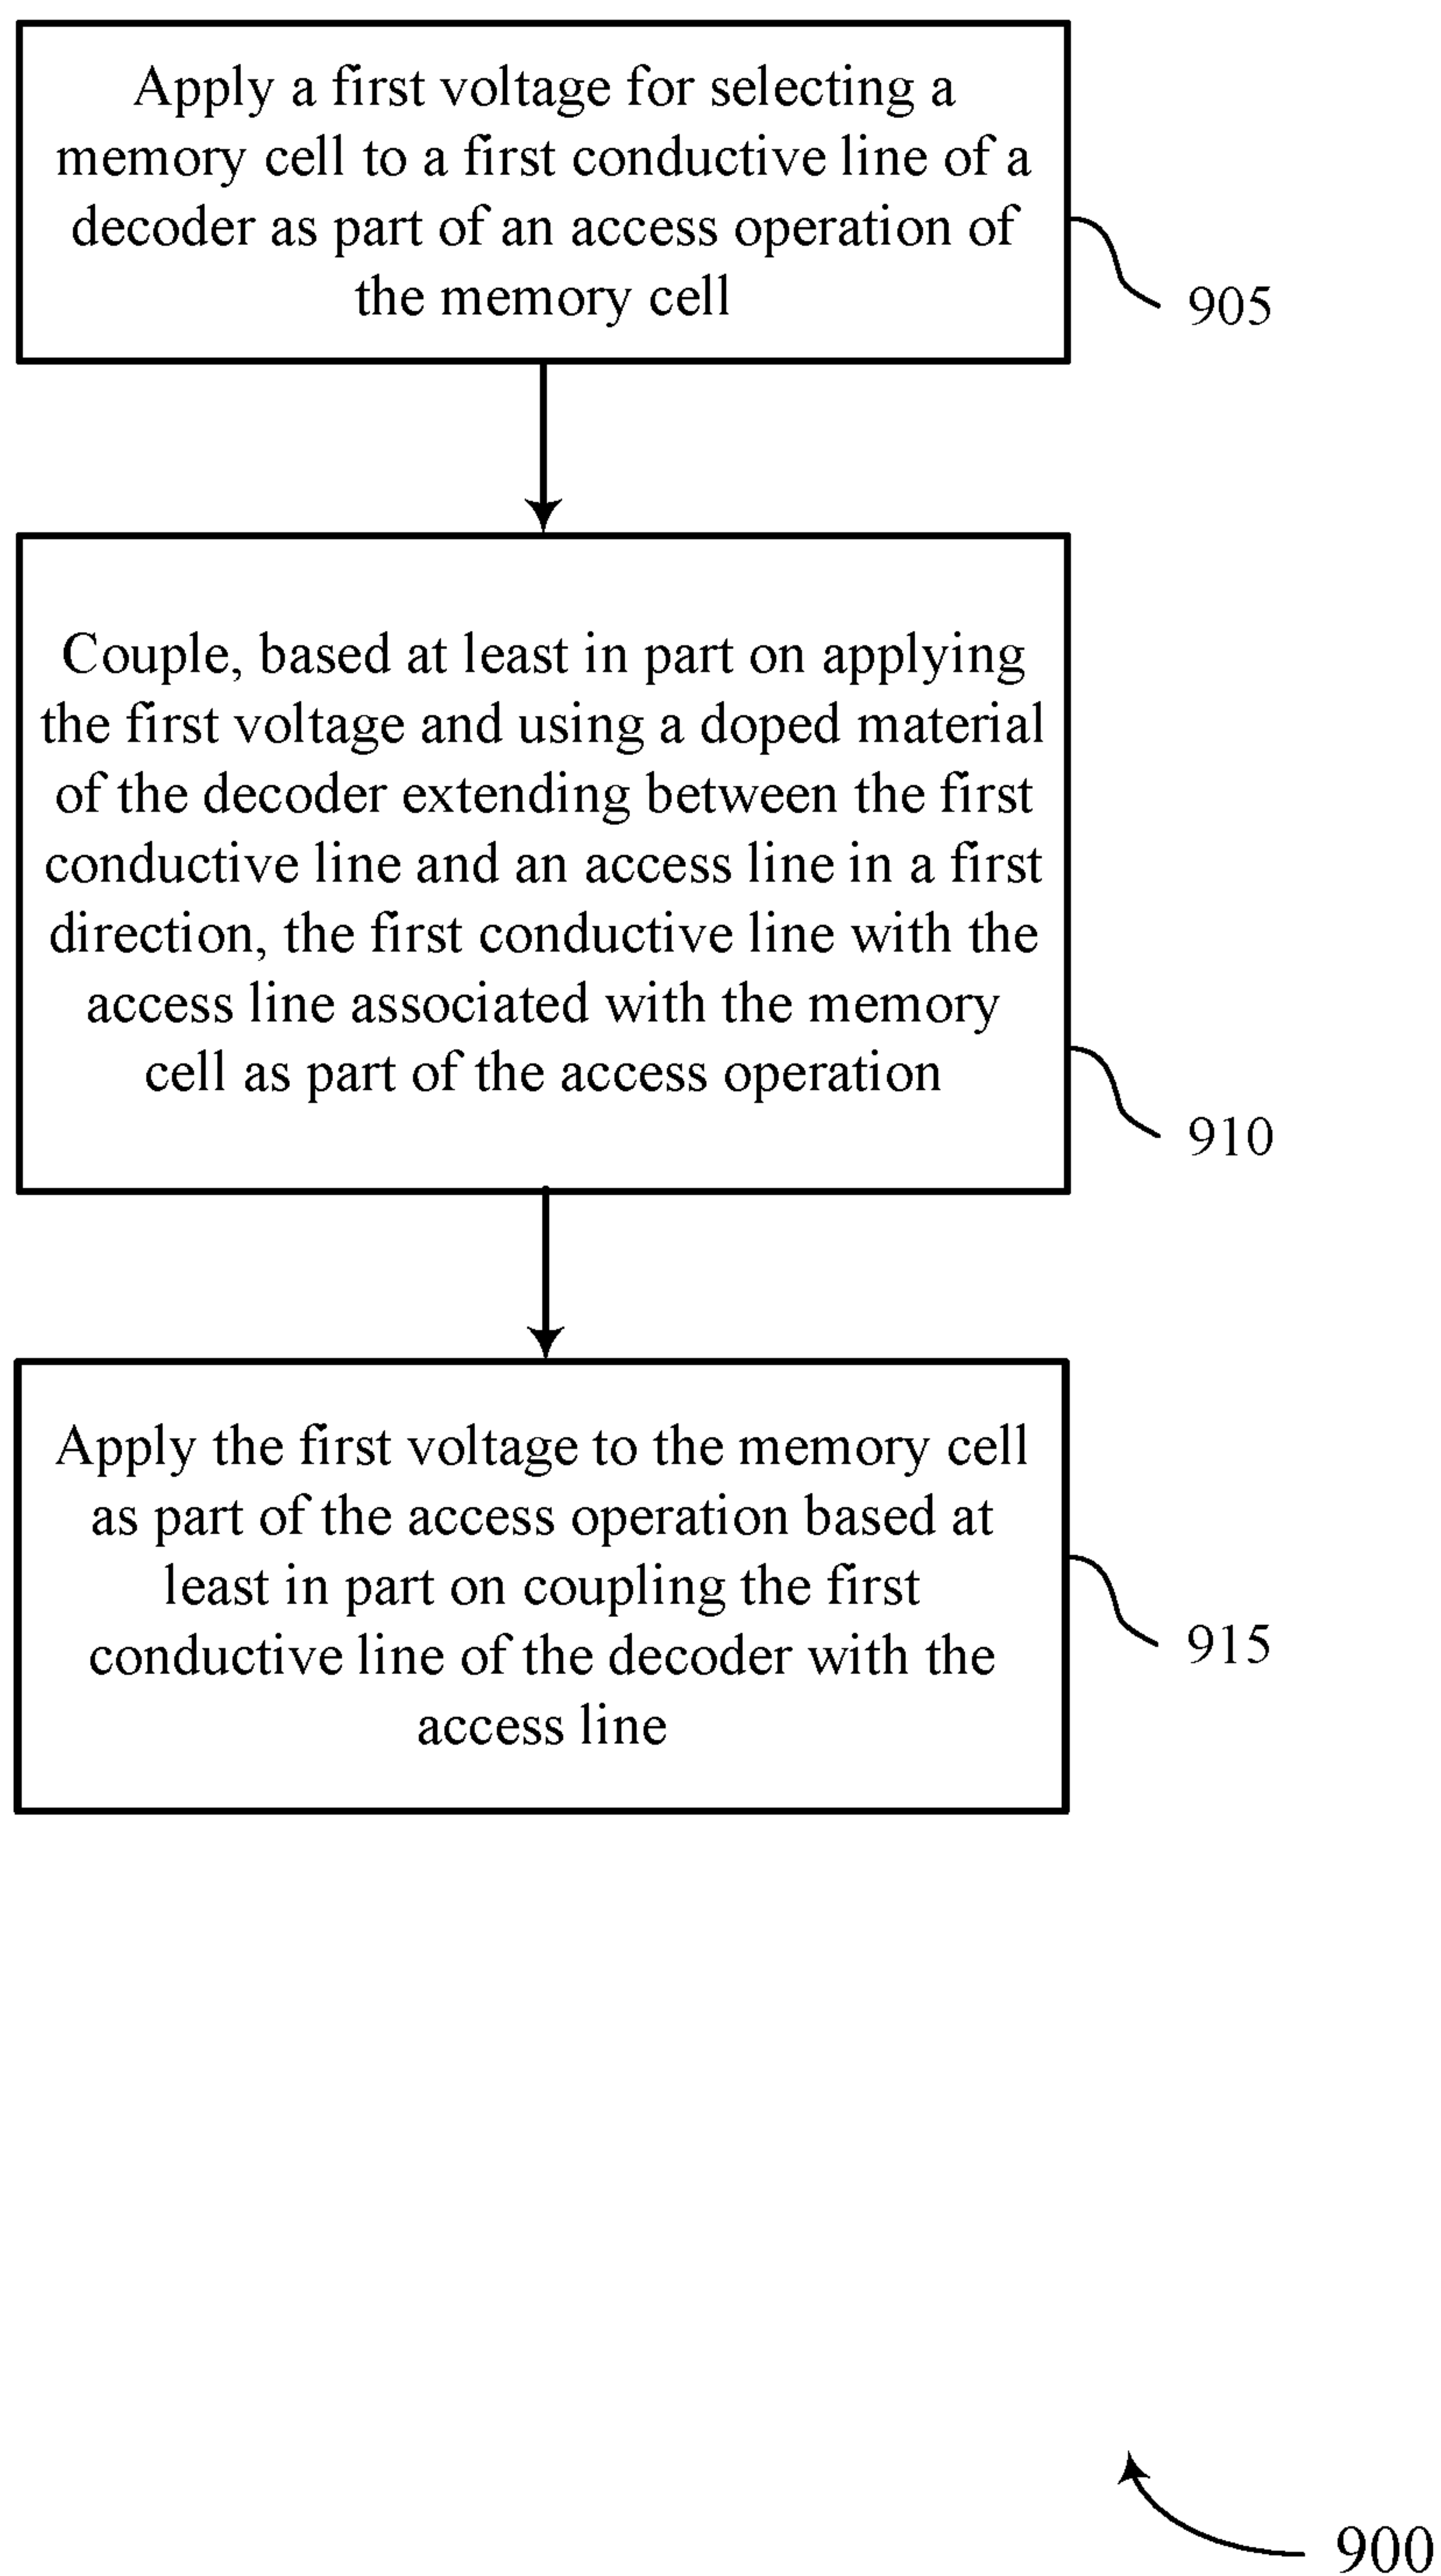 Apply a first voltage for selecting a
memory cell to a first conductive line of a
decoder as part of an access operation of
the memory cell
905
Couple, based at least in part on applying
the first voltage and using a doped material
of the decoder extending between the first
conductive line and an access line in a first
direction, the first conductive line with the
access line associated with the memory
cell as part of the access operation
910
Apply the first voltage to the memory cell
as part of the access operation based at
least in part on coupling the first
conductive line of the decoder with the
access line
915
900